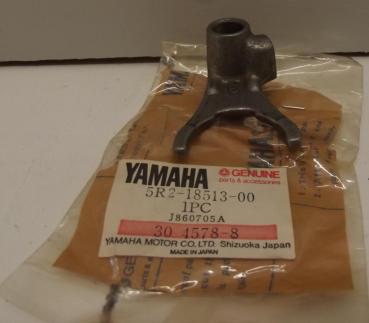 YAMAHA GENUINE
parts & accessories
5R2-18513-00
1PC
J860705A
30 4578-8
YAMAHA MOTOR CO., LTD. Shizuoka Japan
MADE IN JAPAN